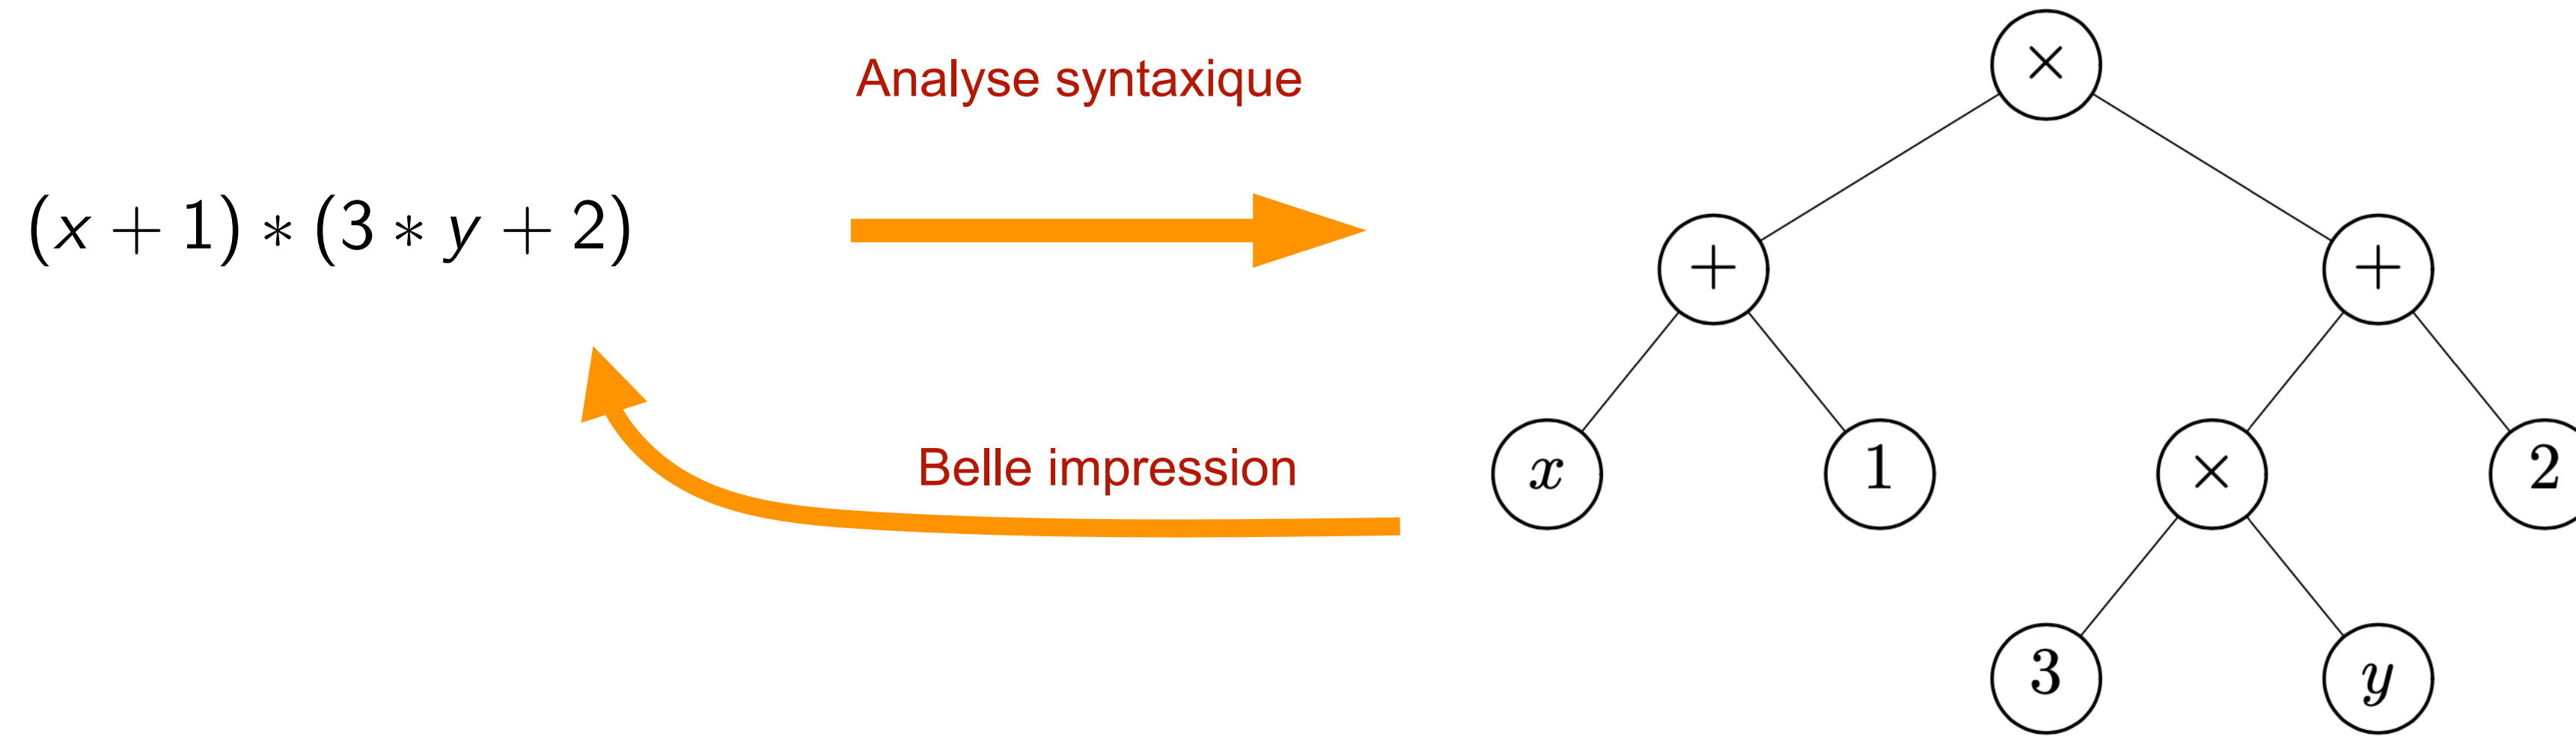 Analyse syntaxique
(x + 1) ∗ (3 ∗ y + 2)
Belle impression
×
+ +
x 1 × 2
3 y